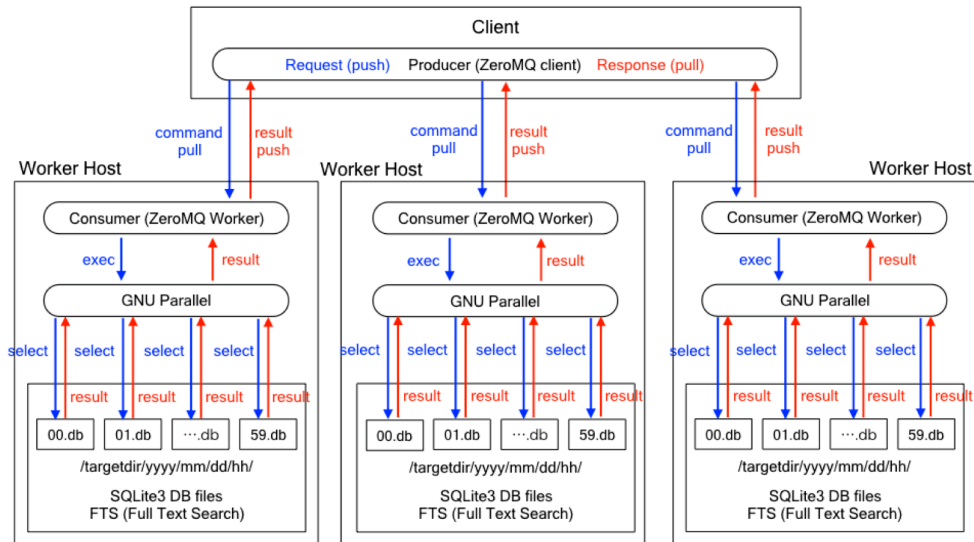 Client
Request (push) Producer (ZeroMQ client) Response (pull)
command pull result push command pull result push command pull result push
Worker Host Worker Host Worker Host
Consumer (ZeroMQ Worker) Consumer (ZeroMQ Worker) Consumer (ZeroMQ Worker)
exec result exec result exec result
GNU Parallel GNU Parallel GNU Parallel
select select select select select select select select select select select select
result result result result result result result result result result result result
00.db 01.db ….db 59.db 00.db 01.db ….db 59.db 00.db 01.db ….db 59.db
/targetdir/yyyy/mm/dd/hh/ /targetdir/yyyy/mm/dd/hh/ /targetdir/yyyy/mm/dd/hh/
SQLite3 DB files SQLite3 DB files SQLite3 DB files
FTS (Full Text Search) FTS (Full Text Search) FTS (Full Text Search)